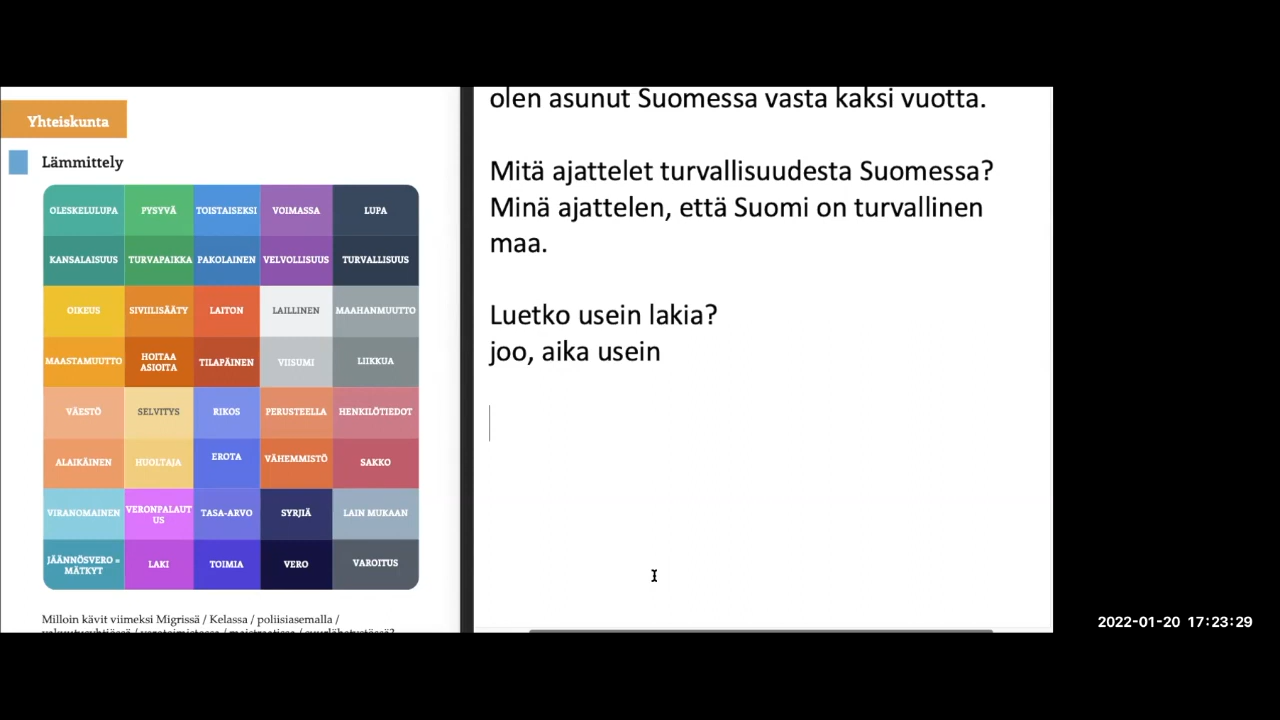 Yhteiskunta
Lämmittely
OLESKELULUPA PYSYVÄ TOISTAISEKSI VOIMASSA LUPA
KANSALAISUUS TURVAPAIKKA PAKOLAINEN VELVOLLISUUS TURVALLISUUS
OIKEUS SIVIILISÄÄTY LAITON LAILLINEN MAAHANMUUTTO
MAASTAMUUTTO HOITAA ASIOITA TILAPÄINEN VIISUMI LIIKKUA
VÄESTÖ SELVITYS RIKOS PERUSTEELLA HENKILÖTIEDOT
ALAIKÄINEN HUOLTAJA EROTA VÄHEMMISTÖ SAKKO
VIRANOMAINEN VERONPALAUTUS TASA-ARVO SYRJIÄ LAIN MUKAAN
JÄÄNNÖSVERO = MÄTKYT LAKI TOIMIA VERO VAROITUS
Milloin kävit viimeksi Migrissä / Kelassa / poliisiasemalla /
olen asunut Suomessa vasta kaksi vuotta.
Mitä ajattelet turvallisuudesta Suomessa?
Minä ajattelen, että Suomi on turvallinen
maa.
Luetko usein lakia?
joo, aika usein
2022-01-20 17:23:29